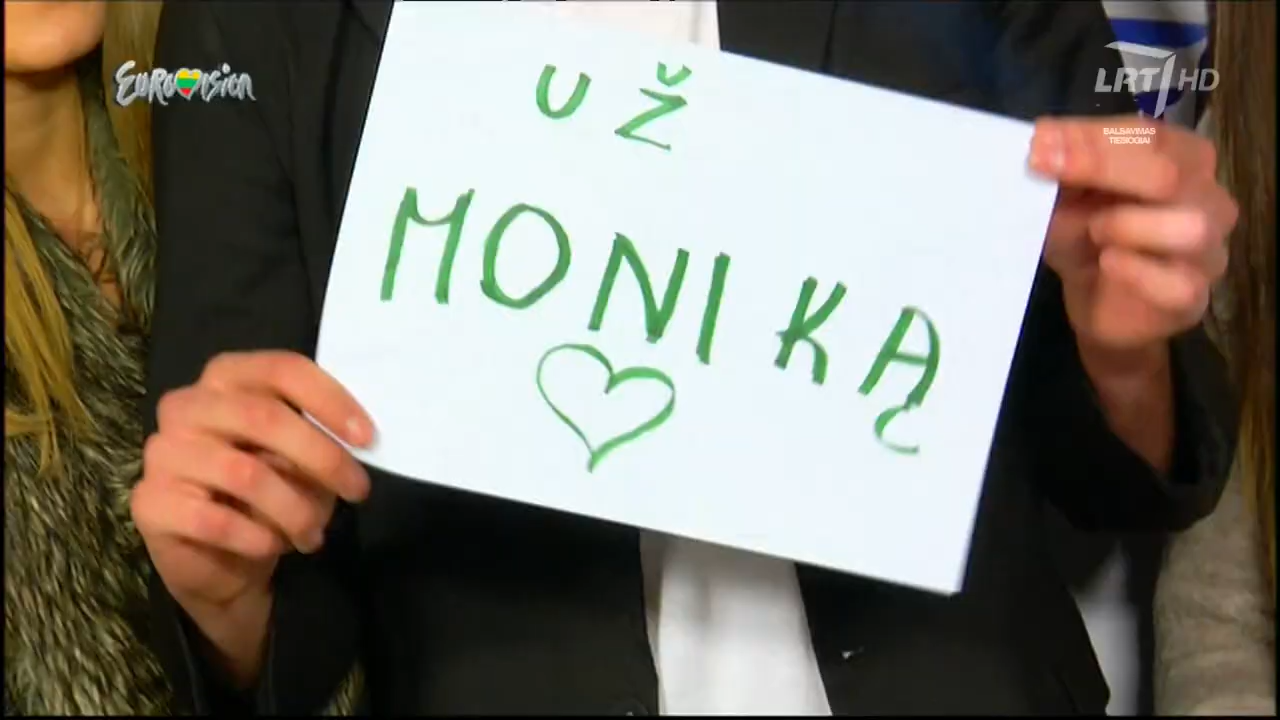 EUROVISION
LRT HD
BALSAVIMAS
TIESIOGIAI
UŽ
MONIKĄ